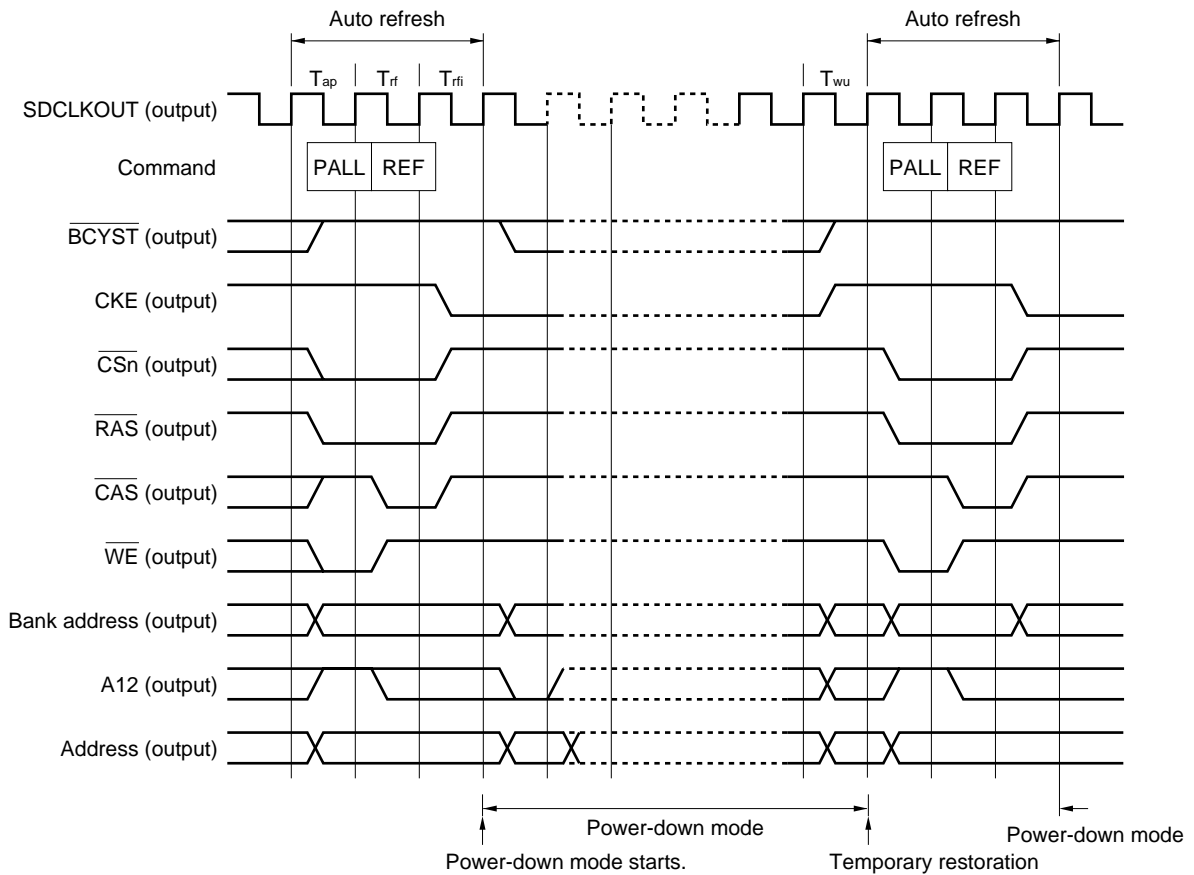 Auto refresh Auto refresh
Tap Trf Trfi Twu
SDCLKOUT (output)
Command PALL REF PALL REF
BCYST (output)
CKE (output)
CSn (output)
RAS (output)
CAS (output)
WE (output)
Bank address (output)
A12 (output)
Address (output)
Power-down mode Power-down mode
Power-down mode starts. Temporary restoration